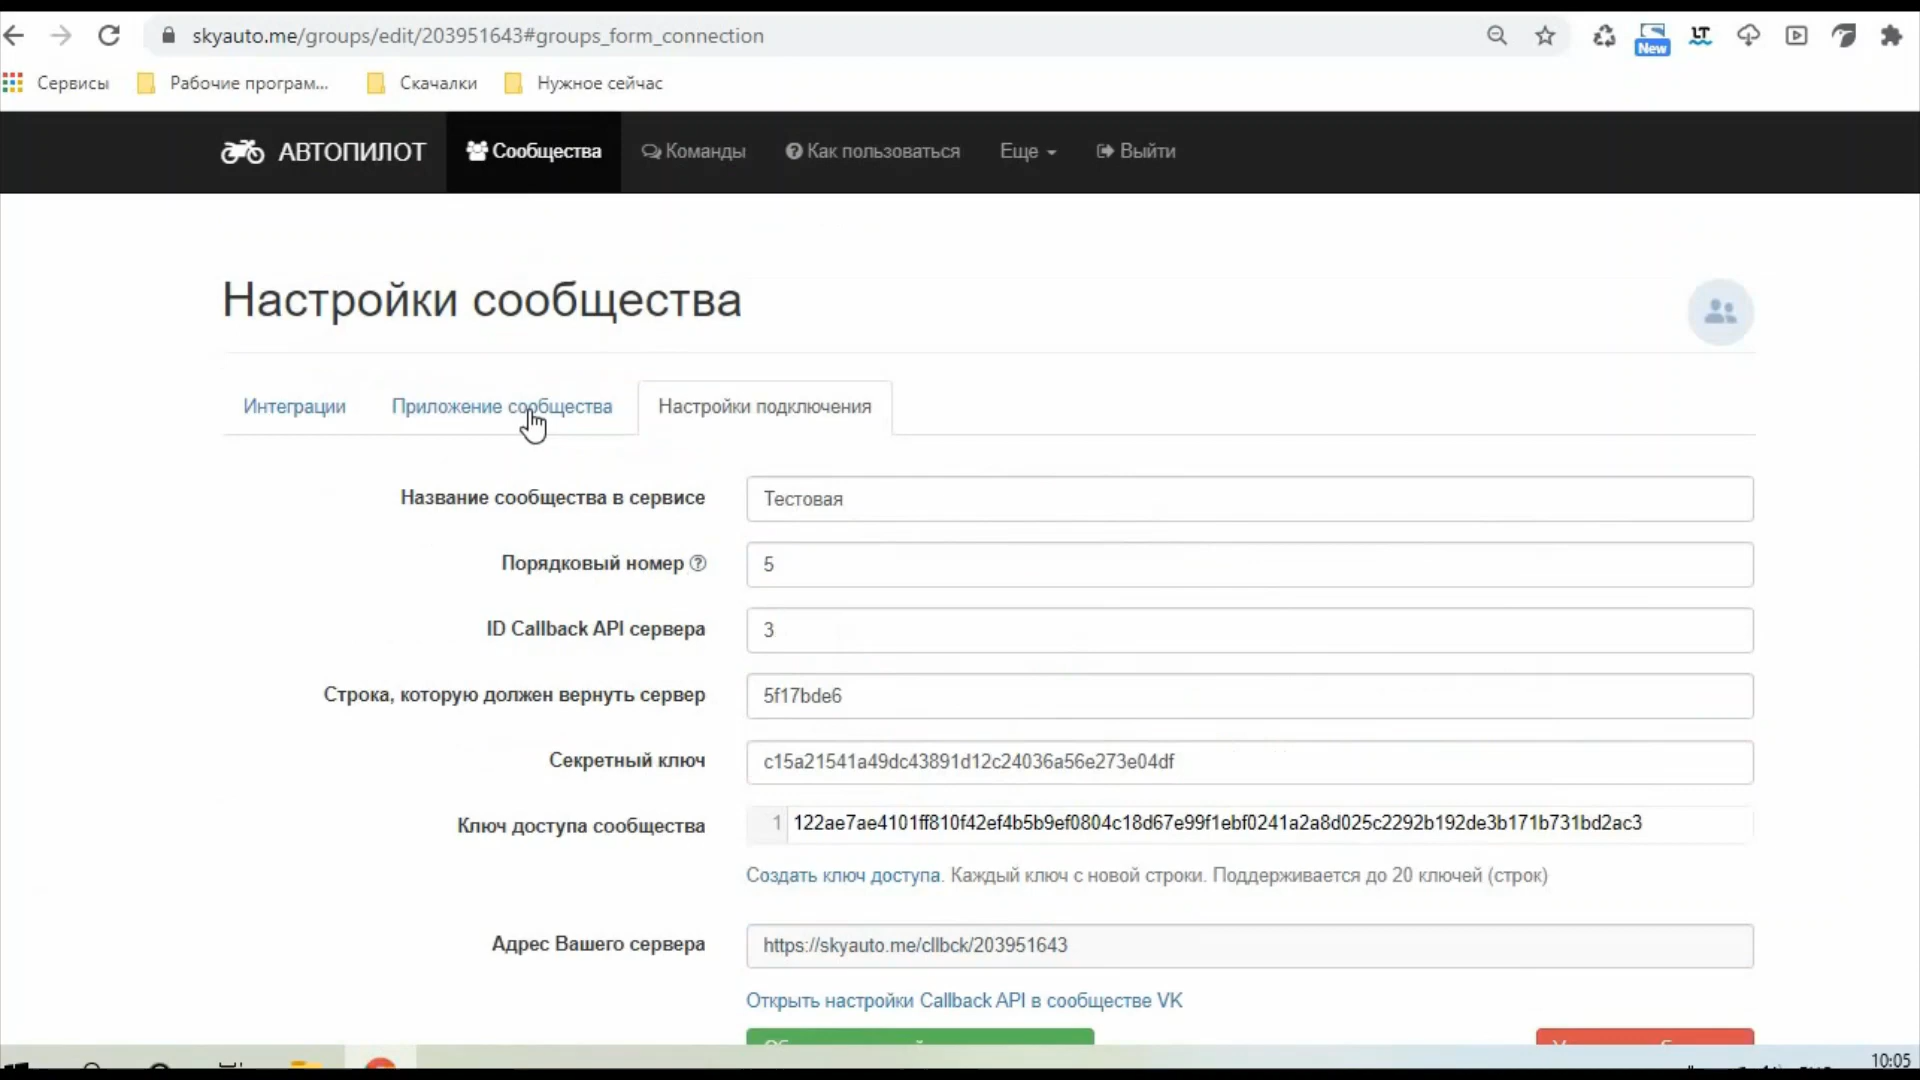 skyauto.me/groups/edit/203951643#groups_form_connection
New
LT
Сервисы
Рабочие програм...
Скачалки
Нужное сейчас
АВТОПИЛОТ
Сообщества
Команды
Как пользоваться
Еще
Выйти
Настройки сообщества
Интеграции
Приложение сообщества
Настройки подключения
Название сообщества в сервисе
Тестовая
Порядковый номер
5
ID Callback API сервера
3
Строка, которую должен вернуть сервер
5f17bde6
Секретный ключ
c15a21541a49dc43891d12c24036a56e273e04df
Ключ доступа сообщества
1
122ae7ae4101ff810f42ef4b5b9ef0804c18d67e99f1ebf0241a2a8d025c2292b192de3b171b731bd2ac3
Создать ключ доступа. Каждый ключ с новой строки. Поддерживается до 20 ключей (строк)
Адрес Вашего сервера
https://skyauto.me/cllbck/203951643
Открыть настройки Callback API в сообществе VK
10:05